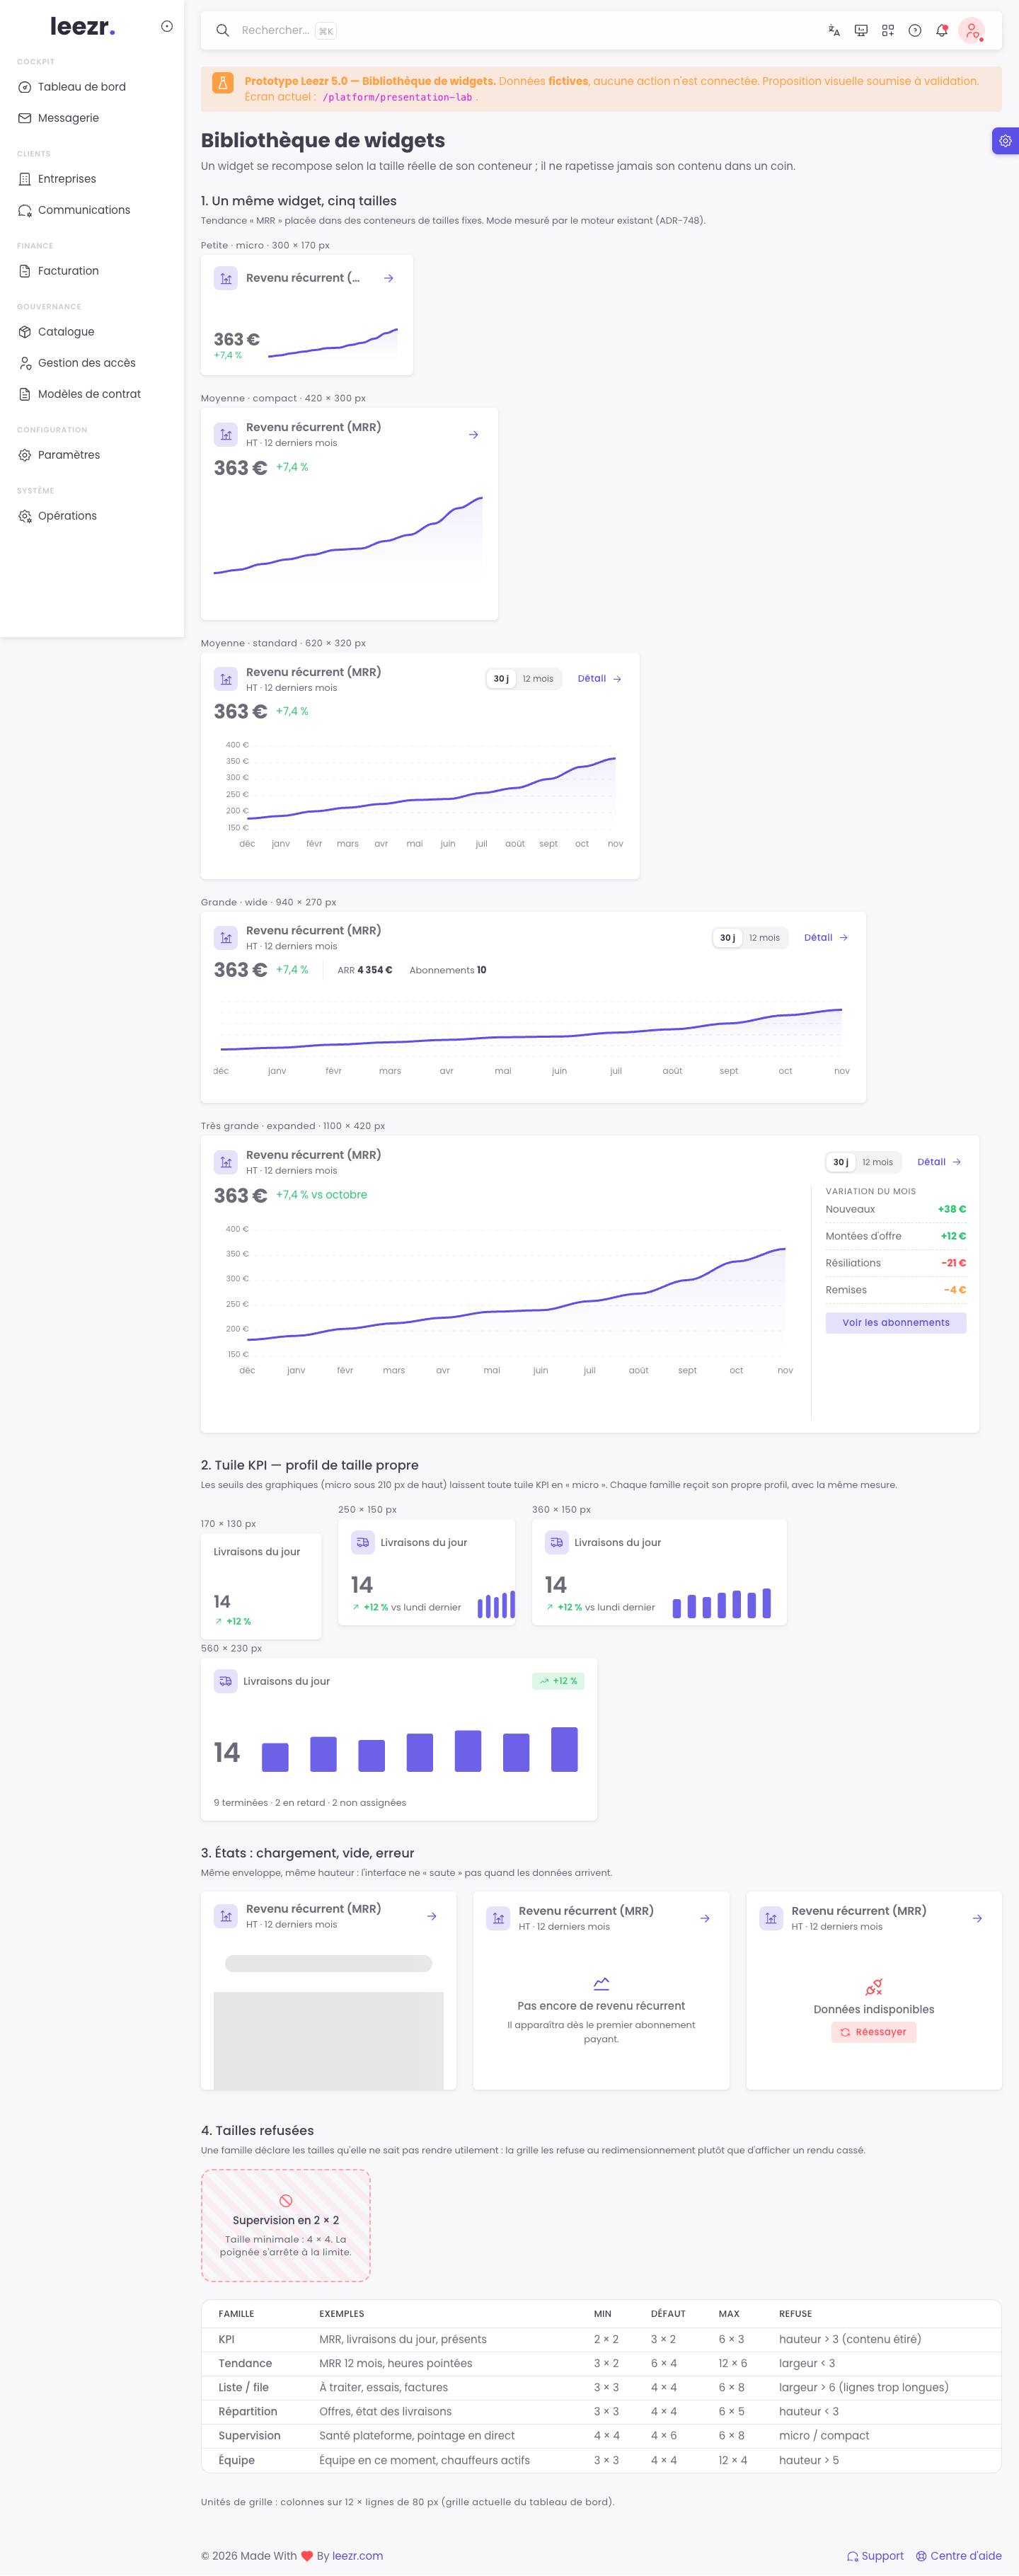 leezr.
COCKPIT
Tableau de bord
Messagerie
CLIENTS
Entreprises
Communications
FINANCE
Facturation
GOUVERNANCE
Catalogue
Gestion des accès
Modèles de contrat
CONFIGURATION
Paramètres
SYSTÈME
Opérations
Rechercher... ⌘K
Prototype Leezr 5.0 — Bibliothèque de widgets. Données fictives, aucune action n'est connectée. Proposition visuelle soumise à validation.
Écran actuel : /platform/presentation-lab .
Bibliothèque de widgets
Un widget se recompose selon la taille réelle de son conteneur ; il ne rapetisse jamais son contenu dans un coin.
1. Un même widget, cinq tailles
Tendance « MRR » placée dans des conteneurs de tailles fixes. Mode mesuré par le moteur existant (ADR-748).
Petite · micro · 300 × 170 px
Revenu récurrent (...
363 €
+7,4 %
Moyenne · compact · 420 × 300 px
Revenu récurrent (MRR)
HT · 12 derniers mois
363 € +7,4 %
Moyenne · standard · 620 × 320 px
Revenu récurrent (MRR)
HT · 12 derniers mois
30 j 12 mois Détail
363 € +7,4 %
400 €
350 €
300 €
250 €
200 €
150 €
déc janv févr mars avr mai juin juil août sept oct nov
Grande · wide · 940 × 270 px
Revenu récurrent (MRR)
HT · 12 derniers mois
30 j 12 mois Détail
363 € +7,4 % ARR 4 354 € Abonnements 10
déc janv févr mars avr mai juin juil août sept oct nov
Très grande · expanded · 1100 × 420 px
Revenu récurrent (MRR)
HT · 12 derniers mois
30 j 12 mois Détail
363 € +7,4 % vs octobre
400 €
350 €
300 €
250 €
200 €
150 €
déc janv févr mars avr mai juin juil août sept oct nov
VARIATION DU MOIS
Nouveaux +38 €
Montées d'offre +12 €
Résiliations -21 €
Remises -4 €
Voir les abonnements
2. Tuile KPI — profil de taille propre
Les seuils des graphiques (micro sous 210 px de haut) laissent toute tuile KPI en « micro ». Chaque famille reçoit son propre profil, avec la même mesure.
170 × 130 px
Livraisons du jour
14
+12 %
250 × 150 px
Livraisons du jour
14
+12 % vs lundi dernier
360 × 150 px
Livraisons du jour
14
+12 % vs lundi dernier
560 × 230 px
Livraisons du jour
+12 %
14
9 terminées · 2 en retard · 2 non assignées
3. États : chargement, vide, erreur
Même enveloppe, même hauteur : l'interface ne « saute » pas quand les données arrivent.
Revenu récurrent (MRR)
HT · 12 derniers mois
Revenu récurrent (MRR)
HT · 12 derniers mois
Pas encore de revenu récurrent
Il apparaîtra dès le premier abonnement
payant.
Revenu récurrent (MRR)
HT · 12 derniers mois
Données indisponibles
Réessayer
4. Tailles refusées
Une famille déclare les tailles qu'elle ne sait pas rendre utilement : la grille les refuse au redimensionnement plutôt que d'afficher un rendu cassé.
Supervision en 2 × 2
Taille minimale : 4 × 4. La
poignée s'arrête à la limite.
FAMILLE EXEMPLES MIN DÉFAUT MAX REFUSE
KPI MRR, livraisons du jour, présents 2 × 2 3 × 2 6 × 3 hauteur > 3 (contenu étiré)
Tendance MRR 12 mois, heures pointées 3 × 2 6 × 4 12 × 6 largeur < 3
Liste / file À traiter, essais, factures 3 × 3 4 × 4 6 × 8 largeur > 6 (lignes trop longues)
Répartition Offres, état des livraisons 3 × 3 4 × 4 6 × 5 hauteur < 3
Supervision Santé plateforme, pointage en direct 4 × 4 4 × 6 6 × 8 micro / compact
Équipe Équipe en ce moment, chauffeurs actifs 3 × 3 4 × 4 12 × 4 hauteur > 5
Unités de grille : colonnes sur 12 × lignes de 80 px (grille actuelle du tableau de bord).
© 2026 Made With ❤ By leezr.com
Support Centre d'aide